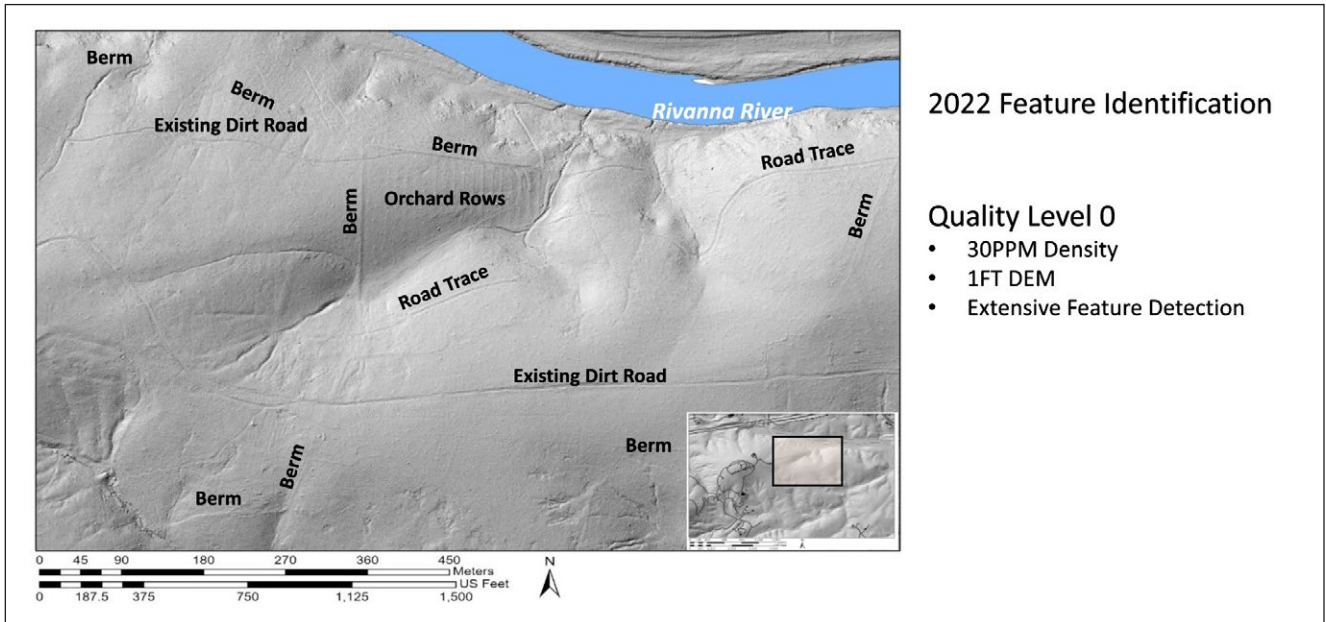 Berm
Berm
Existing Dirt Road
Rivanna River
Berm
Road Trace
Berm
Orchard Rows
Berm
Road Trace
Existing Dirt Road
Berm
Berm
Berm
0 45 90 180 270 360 450
Meters
US Feet
0 187.5 375 750 1,125 1,500
N
2022 Feature Identification
Quality Level 0
• 30PPM Density
• 1FT DEM
• Extensive Feature Detection